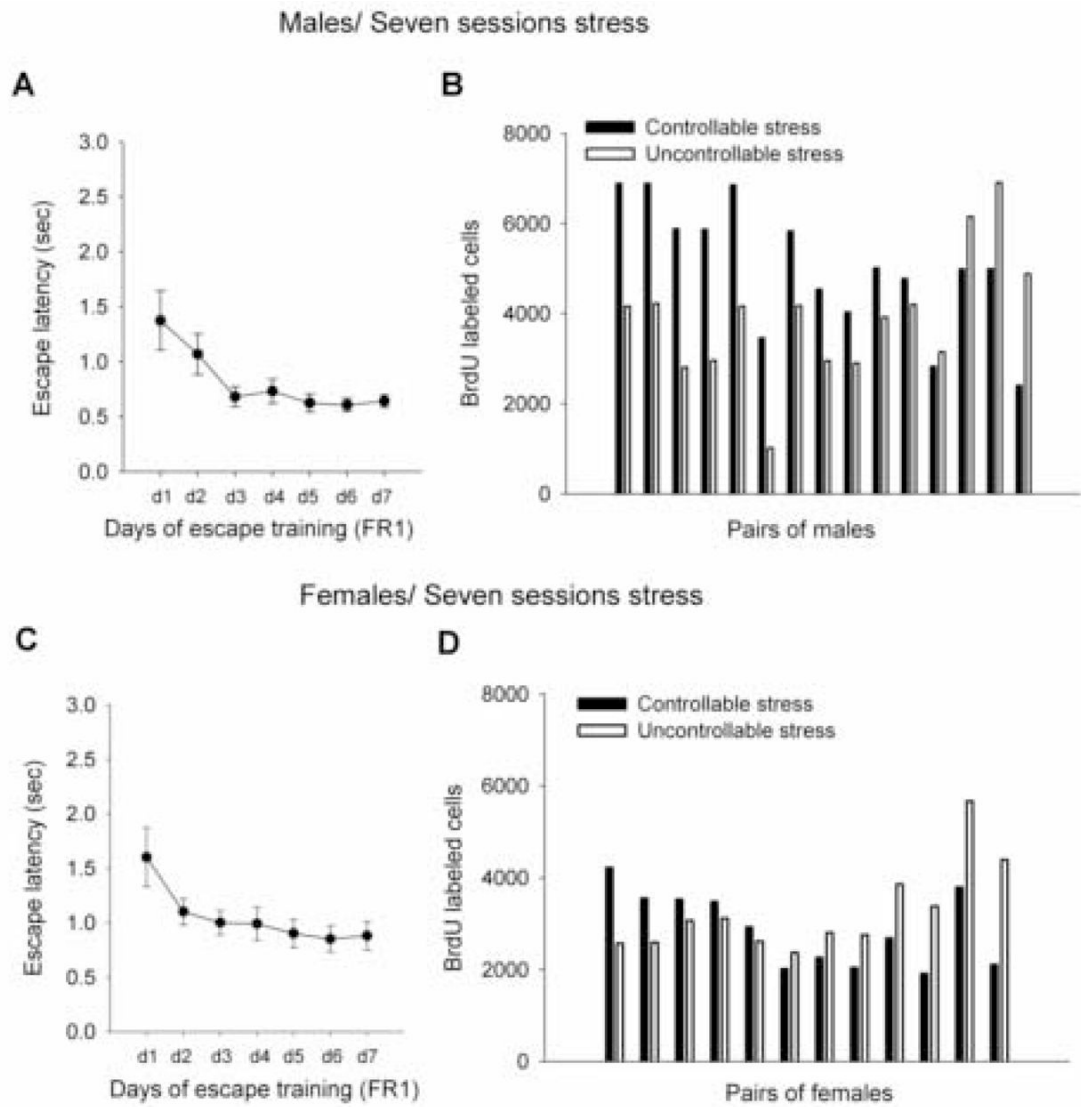 Males/ Seven sessions stress
A
B
3.0
2.5
2.0
1.5
1.0
0.5
0.0
Escape latency (sec)
d1 d2 d3 d4 d5 d6 d7
Days of escape training (FR1)
Controllable stress
Uncontrollable stress
8000
6000
4000
2000
0
BrdU labeled cells
Pairs of males
Females/ Seven sessions stress
C
D
3.0
2.5
2.0
1.5
1.0
0.5
0.0
Escape latency (sec)
d1 d2 d3 d4 d5 d6 d7
Days of escape training (FR1)
Controllable stress
Uncontrollable stress
8000
6000
4000
2000
0
BrdU labeled cells
Pairs of females